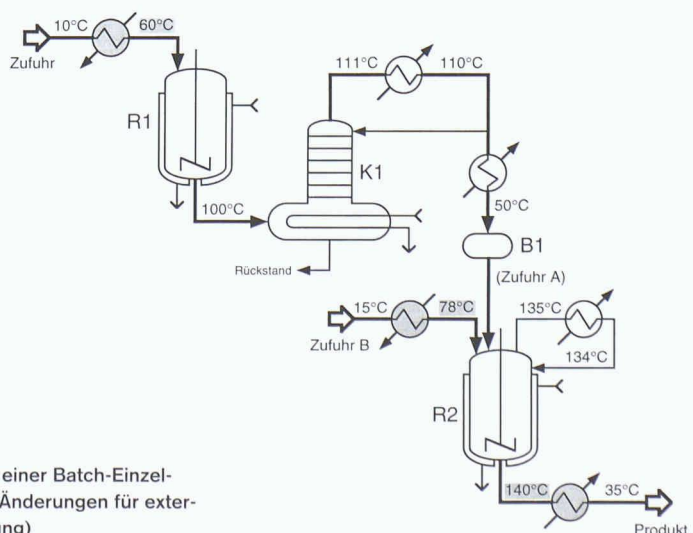 10°C
60°C
Zufuhr
R1
100°C
111°C
110°C
K1
Rückstand
50°C
B1
(Zufuhr A)
15°C
78°C
Zufuhr B
135°C
134°C
R2
140°C
35°C
Produkt
einer Batch-Einzel-
Änderungen für exter-
ng)